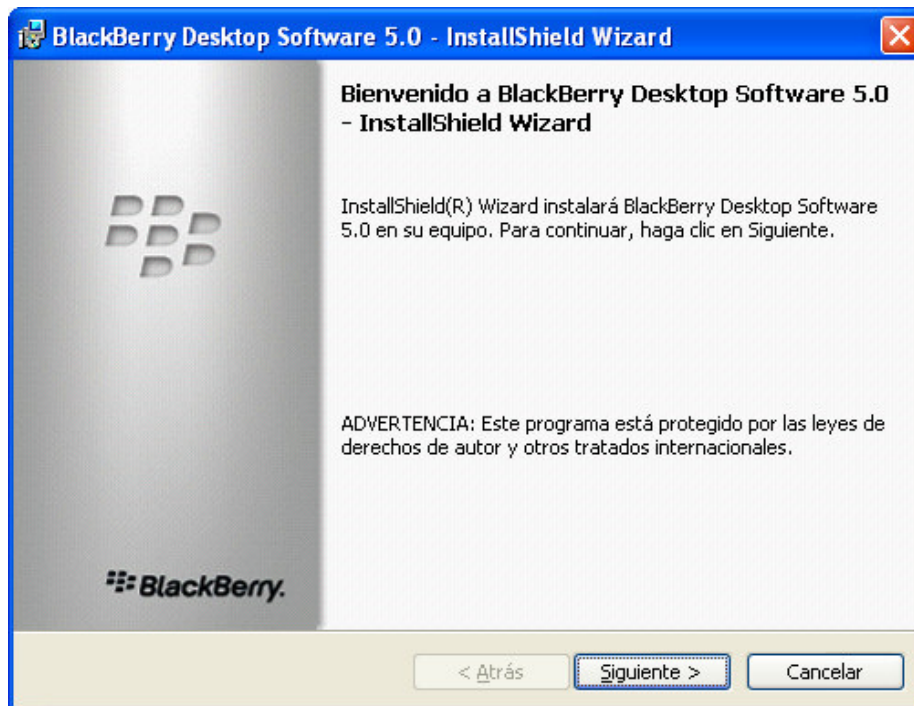 BlackBerry Desktop Software 5.0 - InstallShield Wizard
Bienvenido a BlackBerry Desktop Software 5.0
- InstallShield Wizard
InstallShield(R) Wizard instalará BlackBerry Desktop Software
5.0 en su equipo. Para continuar, haga clic en Siguiente.
ADVERTENCIA: Este programa está protegido por las leyes de
derechos de autor y otros tratados internacionales.
BlackBerry.
< Atrás
Siguiente >
Cancelar